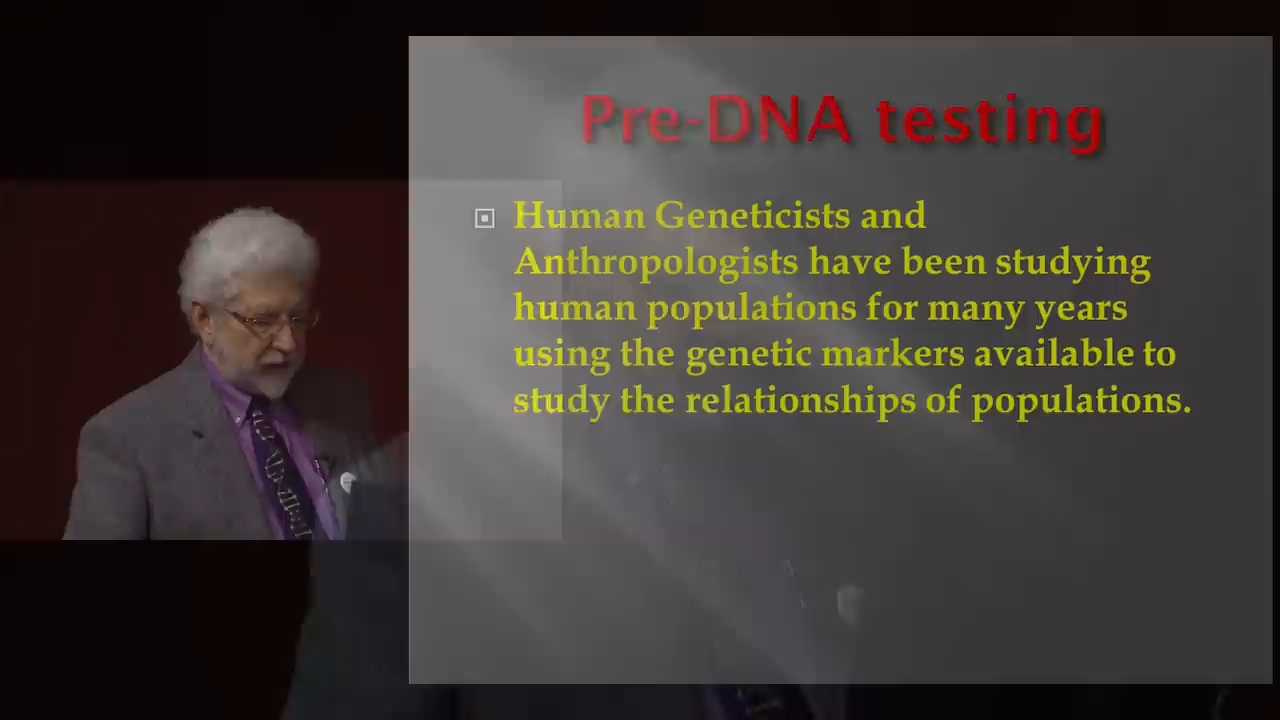 Pre-DNA testing
Human Geneticists and
Anthropologists have been studying
human populations for many years
using the genetic markers available to
study the relationships of populations.